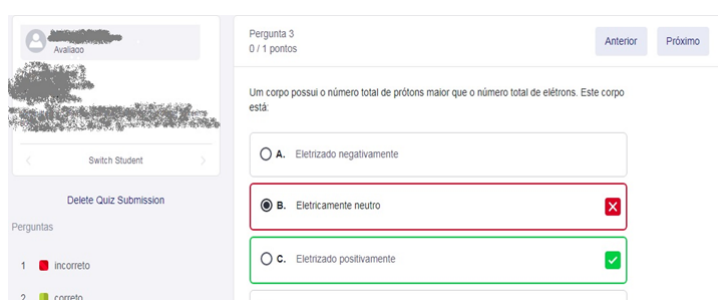 Avaliaco
Switch Student
Delete Quiz Submission
Perguntas
1 incorreto
2 correto
Pergunta 3
0 / 1 pontos
Anterior
Próximo
Um corpo possui o número total de prótons maior que o número total de elétrons. Este corpo
está:
A. Eletrizado negativamente
B. Eletricamente neutro
C. Eletrizado positivamente